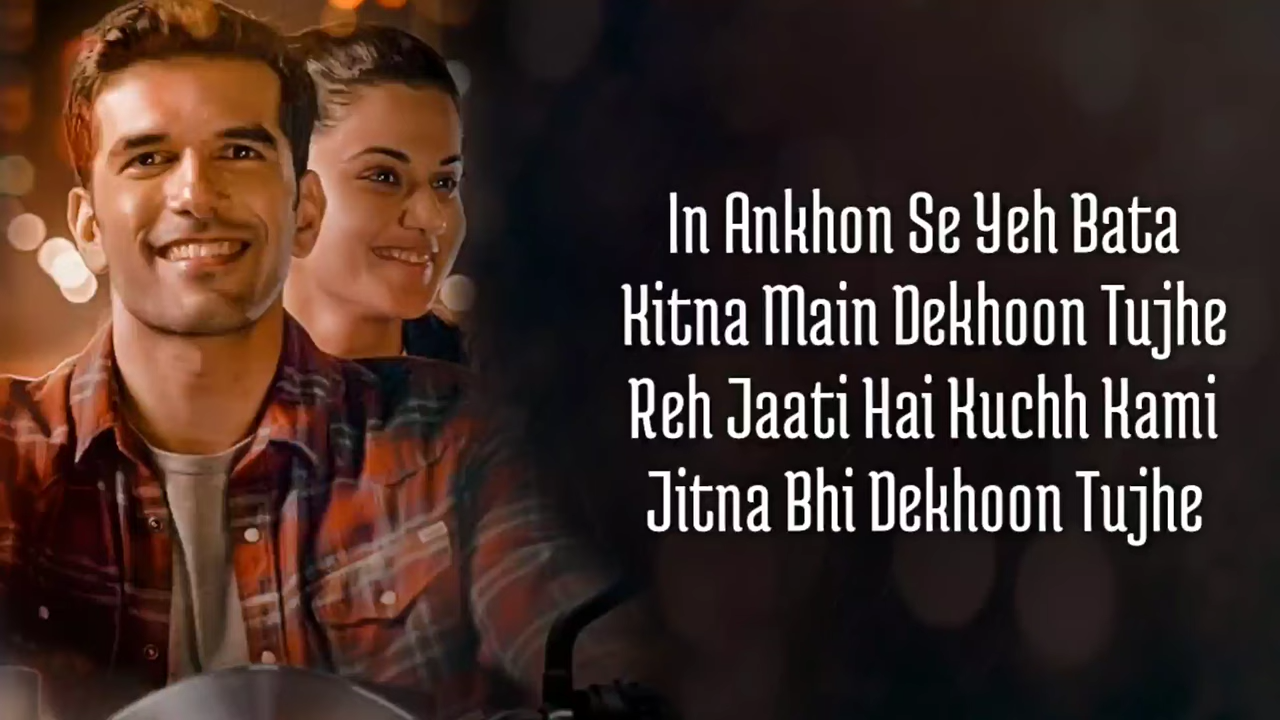 In Ankhon Se Yeh Bata
Kitna Main Dekhoon Tujhe
Reh Jaati Hai Kuchh Kami
Jitna Bhi Dekhoon Tujhe